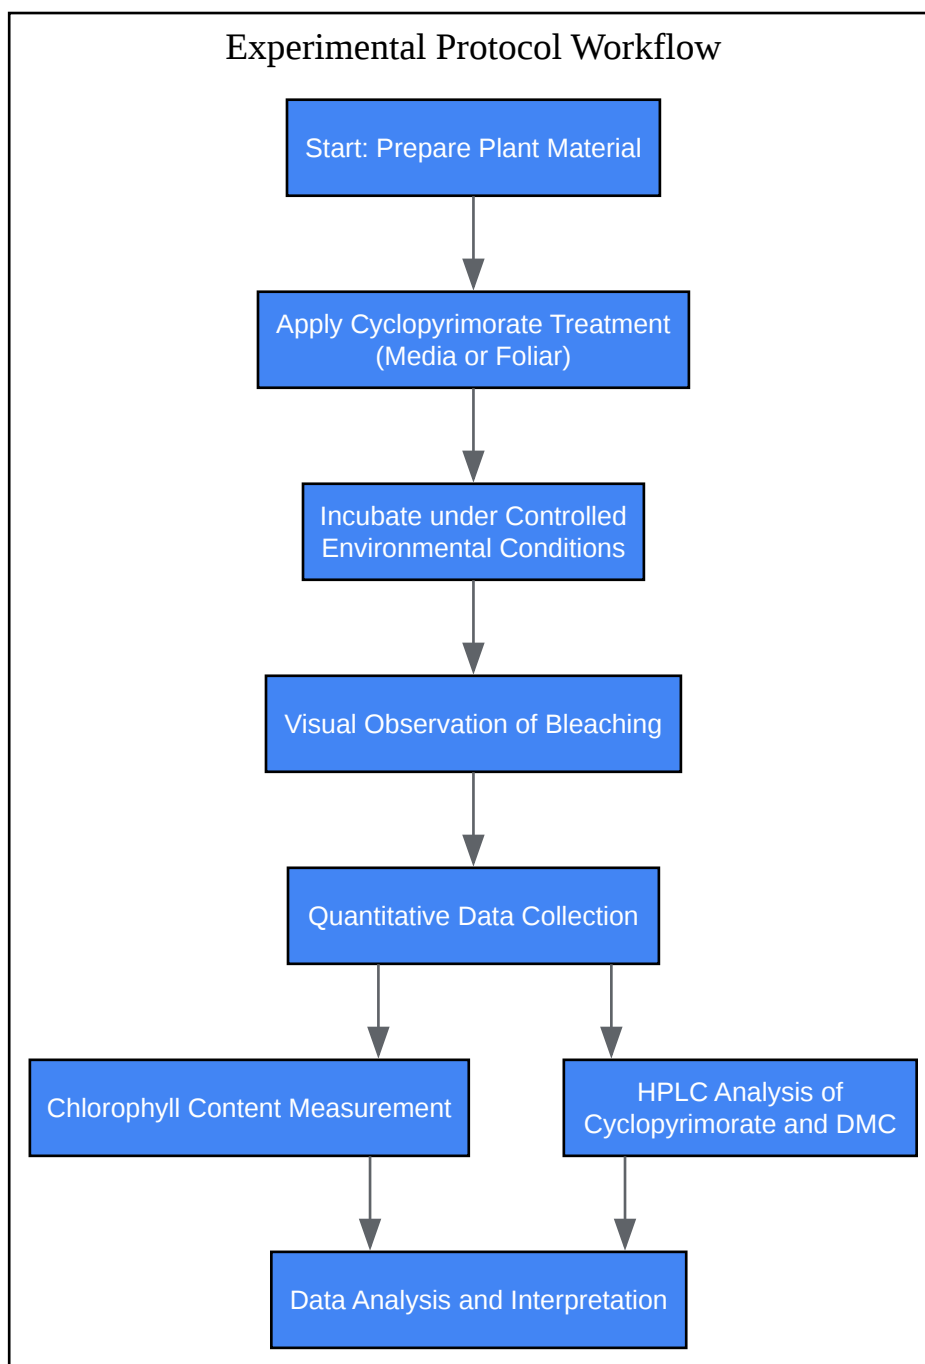 Experimental Protocol Workflow
Start: Prepare Plant Material
Apply Cyclopyrimorate Treatment
(Media or Foliar)
Incubate under Controlled
Environmental Conditions
Visual Observation of Bleaching
Quantitative Data Collection
Chlorophyll Content Measurement
HPLC Analysis of
Cyclopyrimorate and DMC
Data Analysis and Interpretation